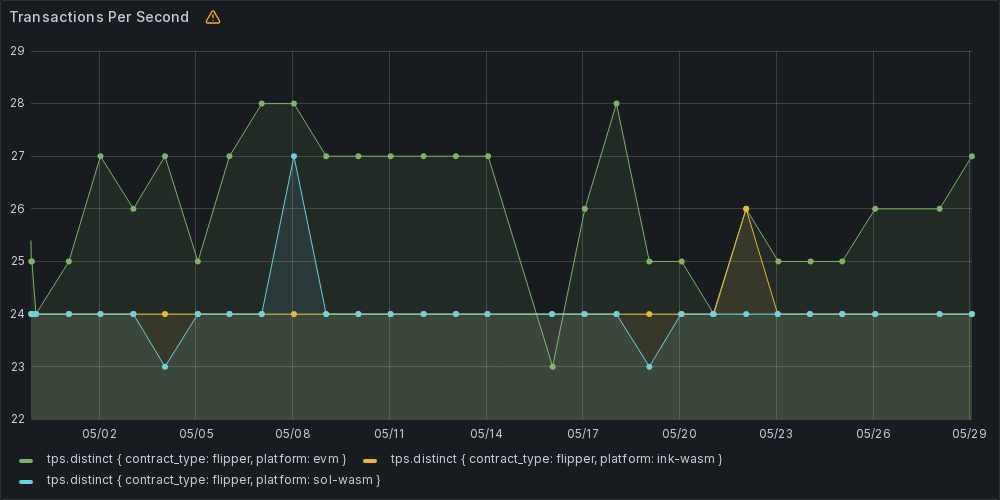 Transactions Per Second
29
28
27
26
25
24
23
22
05/02 05/05 05/08 05/11 05/14 05/17 05/20 05/23 05/26 05/29
tps.distinct { contract_type: flipper, platform: evm } tps.distinct { contract_type: flipper, platform: ink-wasm }
tps.distinct { contract_type: flipper, platform: sol-wasm }